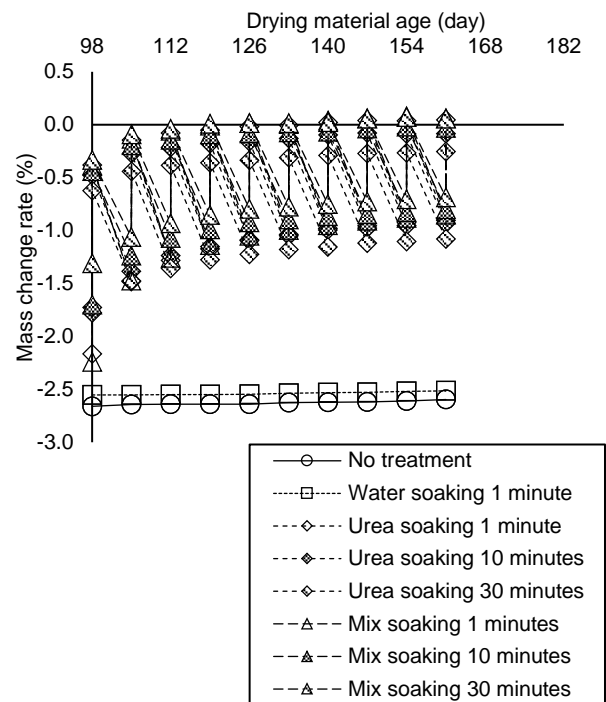 Drying material age (day)
98 112 126 140 154 168 182
0.5
0.0
-0.5
-1.0
-1.5
-2.0
-2.5
-3.0
Mass change rate (%)
No treatment
Water soaking 1 minute
Urea soaking 1 minute
Urea soaking 10 minutes
Urea soaking 30 minutes
Mix soaking 1 minutes
Mix soaking 10 minutes
Mix soaking 30 minutes